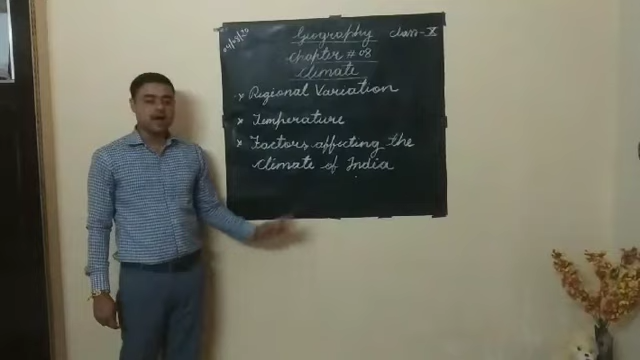 Geography Class-X
Chapter # 08
Climate
× Regional Variation
× Temperature
× Factors affecting the
Climate of India